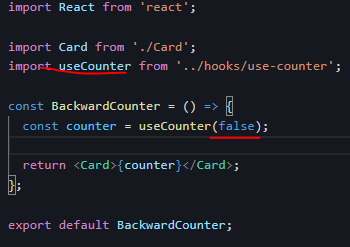 import React from 'react';
import Card from './Card';
import useCounter from '../hooks/use-counter';
const BackwardCounter = () => {
const counter = useCounter(false);
return <Card>{counter}</Card>;
};
export default BackwardCounter;